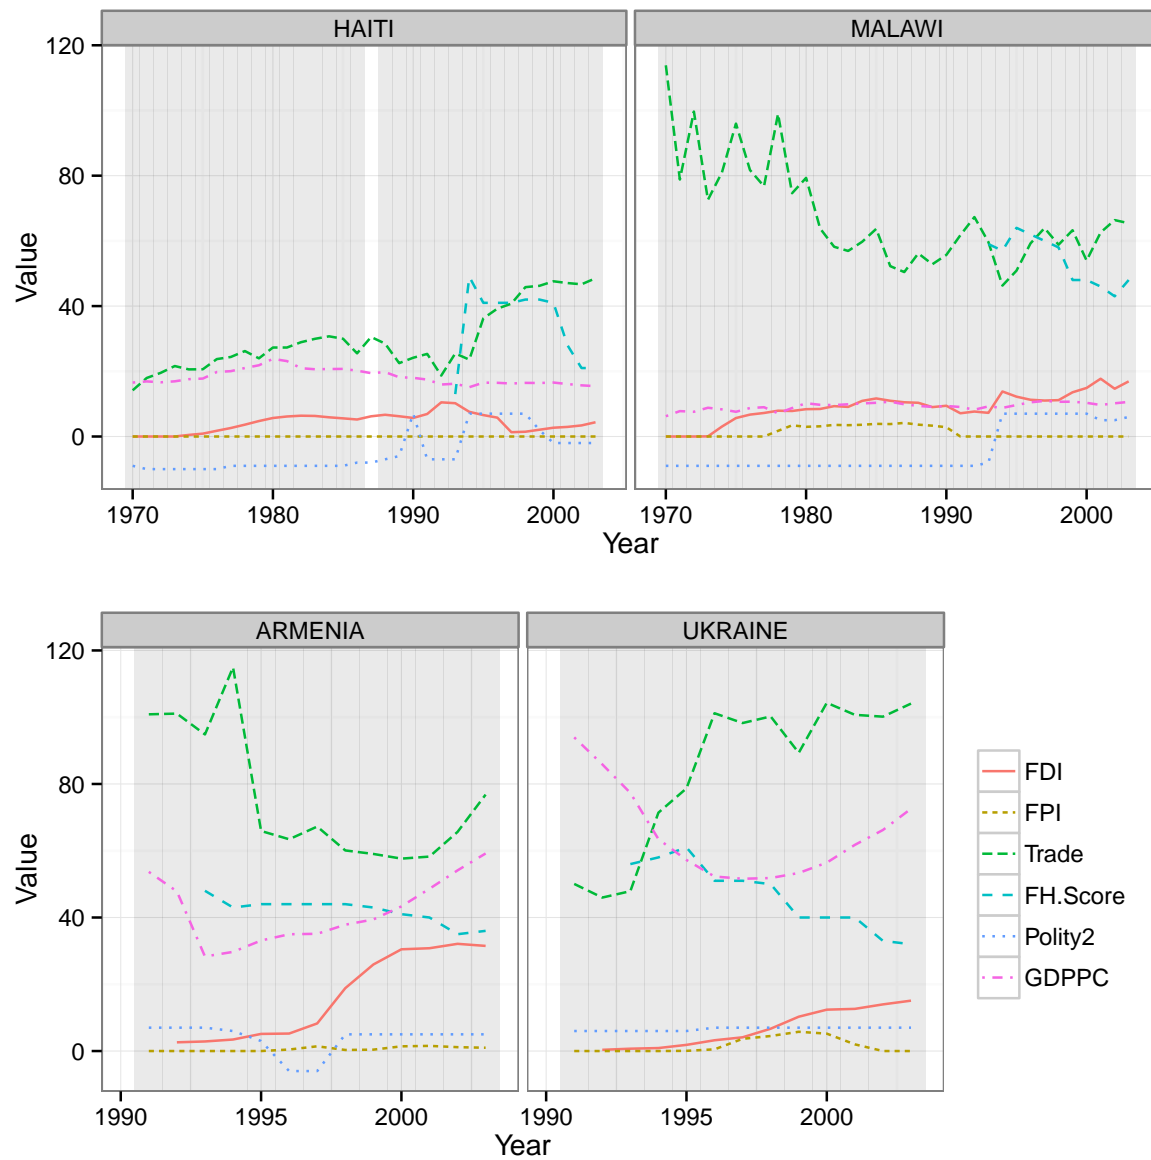 HAITI MALAWI
120
80
40
0
Value
1970 1980 1990 2000 1970 1980 1990 2000
Year
ARMENIA UKRAINE
120
80
40
0
Value
1990 1995 2000 1990 1995 2000
Year
FDI
FPI
Trade
FH.Score
Polity2
GDPPC